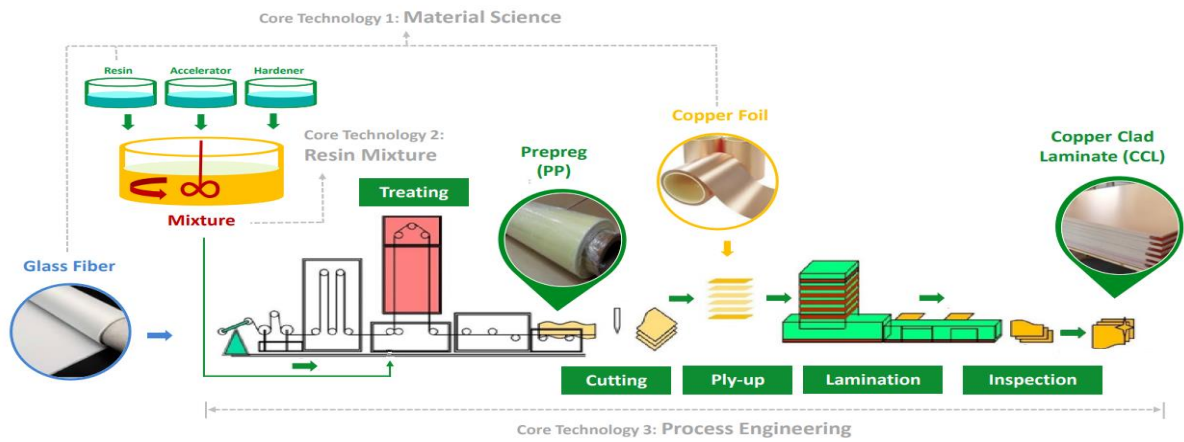 Core Technology 1: Material Science
Resin
Accelerator
Hardener
Core Technology 2:
Resin Mixture
Mixture
Treating
Prepreg
(PP)
Copper Foil
Copper Clad
Laminate (CCL)
Glass Fiber
Cutting
Ply-up
Lamination
Inspection
Core Technology 3: Process Engineering